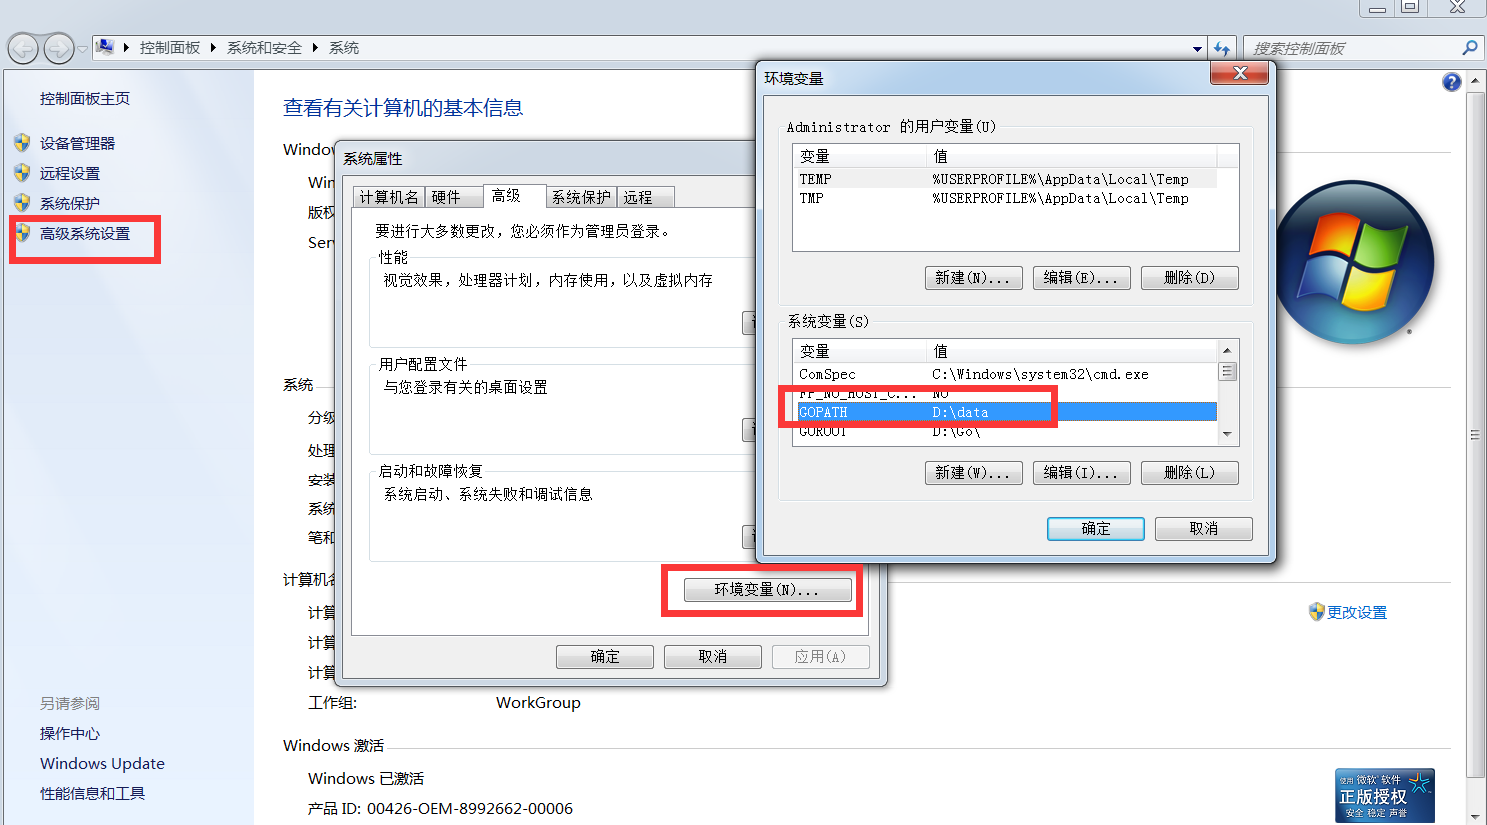 控制面板 系统和安全 系统
搜索控制面板
控制面板主页
设备管理器
远程设置
系统保护
高级系统设置
另请参阅
操作中心
Windows Update
性能信息和工具
查看有关计算机的基本信息
Window
Win
版权
Ser
系统
分级
处理
安装
系统
笔和
计算机名
计算
计算
计算
工作组: WorkGroup
更改设置
Windows 激活
Windows 已激活
产品 ID: 00426-OEM-8992662-00006
使用 微软 软件
正版授权
安全 稳定 声誉
系统属性
计算机名 硬件 高级 系统保护 远程
要进行大多数更改，您必须作为管理员登录。
性能
视觉效果，处理器计划，内存使用，以及虚拟内存
用户配置文件
与您登录有关的桌面设置
启动和故障恢复
系统启动、系统失败和调试信息
环境变量(N)...
确定 取消 应用(A)
环境变量
Administrator 的用户变量(U)
变量 值
TEMP %USERPROFILE%\AppData\Local\Temp
TMP %USERPROFILE%\AppData\Local\Temp
新建(N)... 编辑(E)... 删除(D)
系统变量(S)
变量 值
ComSpec C:\Windows\system32\cmd.exe
FP_NO_HOST_C... NO
GOPATH D:\data
GOROOT D:\Go\
新建(W)... 编辑(I)... 删除(L)
确定 取消